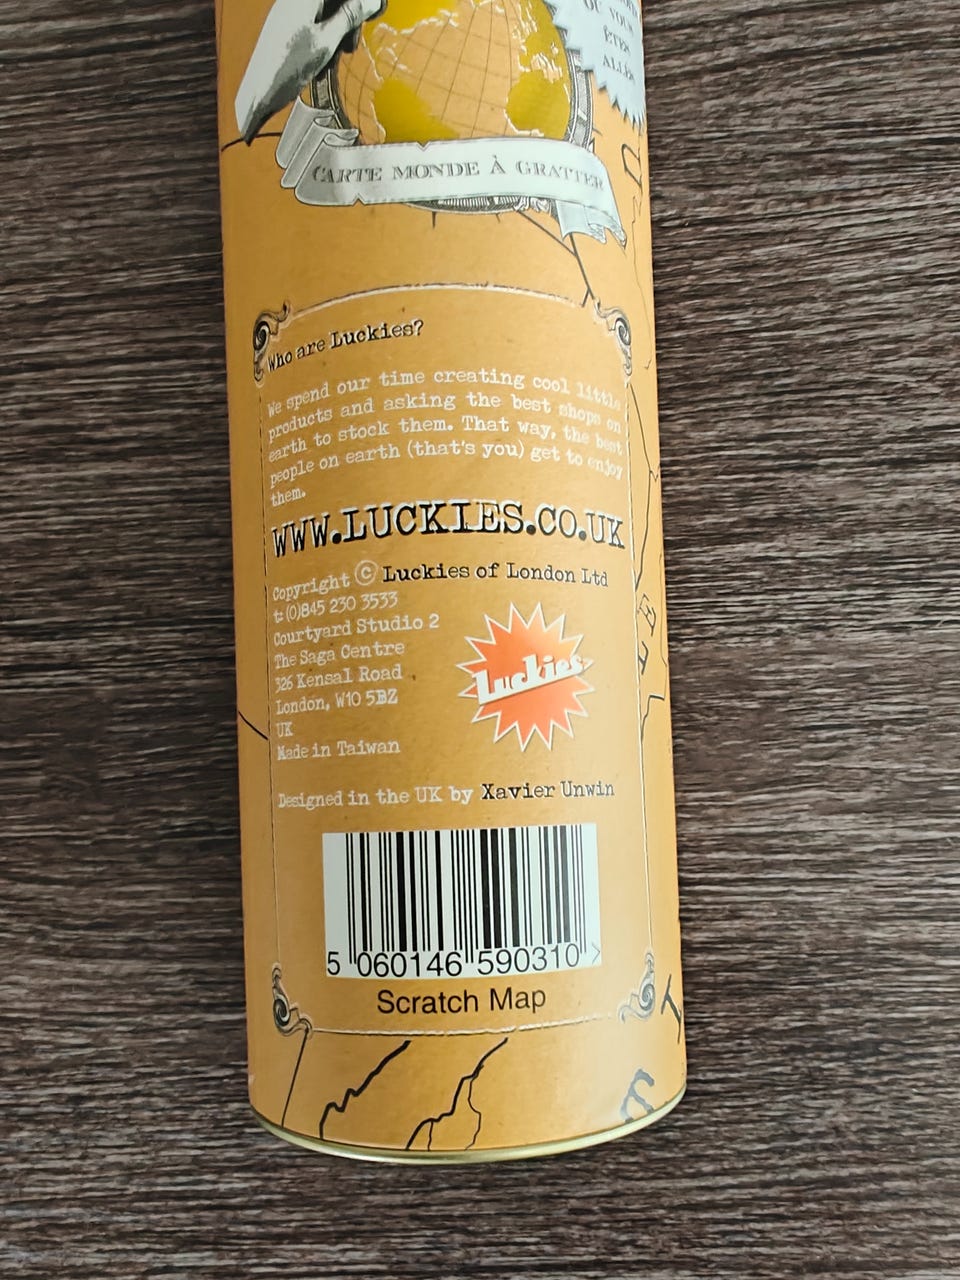 OÙ VOUS
ÊTES
ALLÉS
CARTE MONDE À GRATTER
Who are Luckies?
We spend our time creating cool little
products and asking the best shops on
earth to stock them. That way, the best
people on earth (that's you) get to enjoy
them.
WWW.LUCKIES.CO.UK
Copyright © Luckies of London Ltd
t:(0)845 230 3533
Courtyard Studio 2
The Saga Centre
326 Kensal Road
London, W10 5BZ
UK
Made in Taiwan
Luckies
Designed in the UK by Xavier Unwin
5 060146 590310 >
Scratch Map